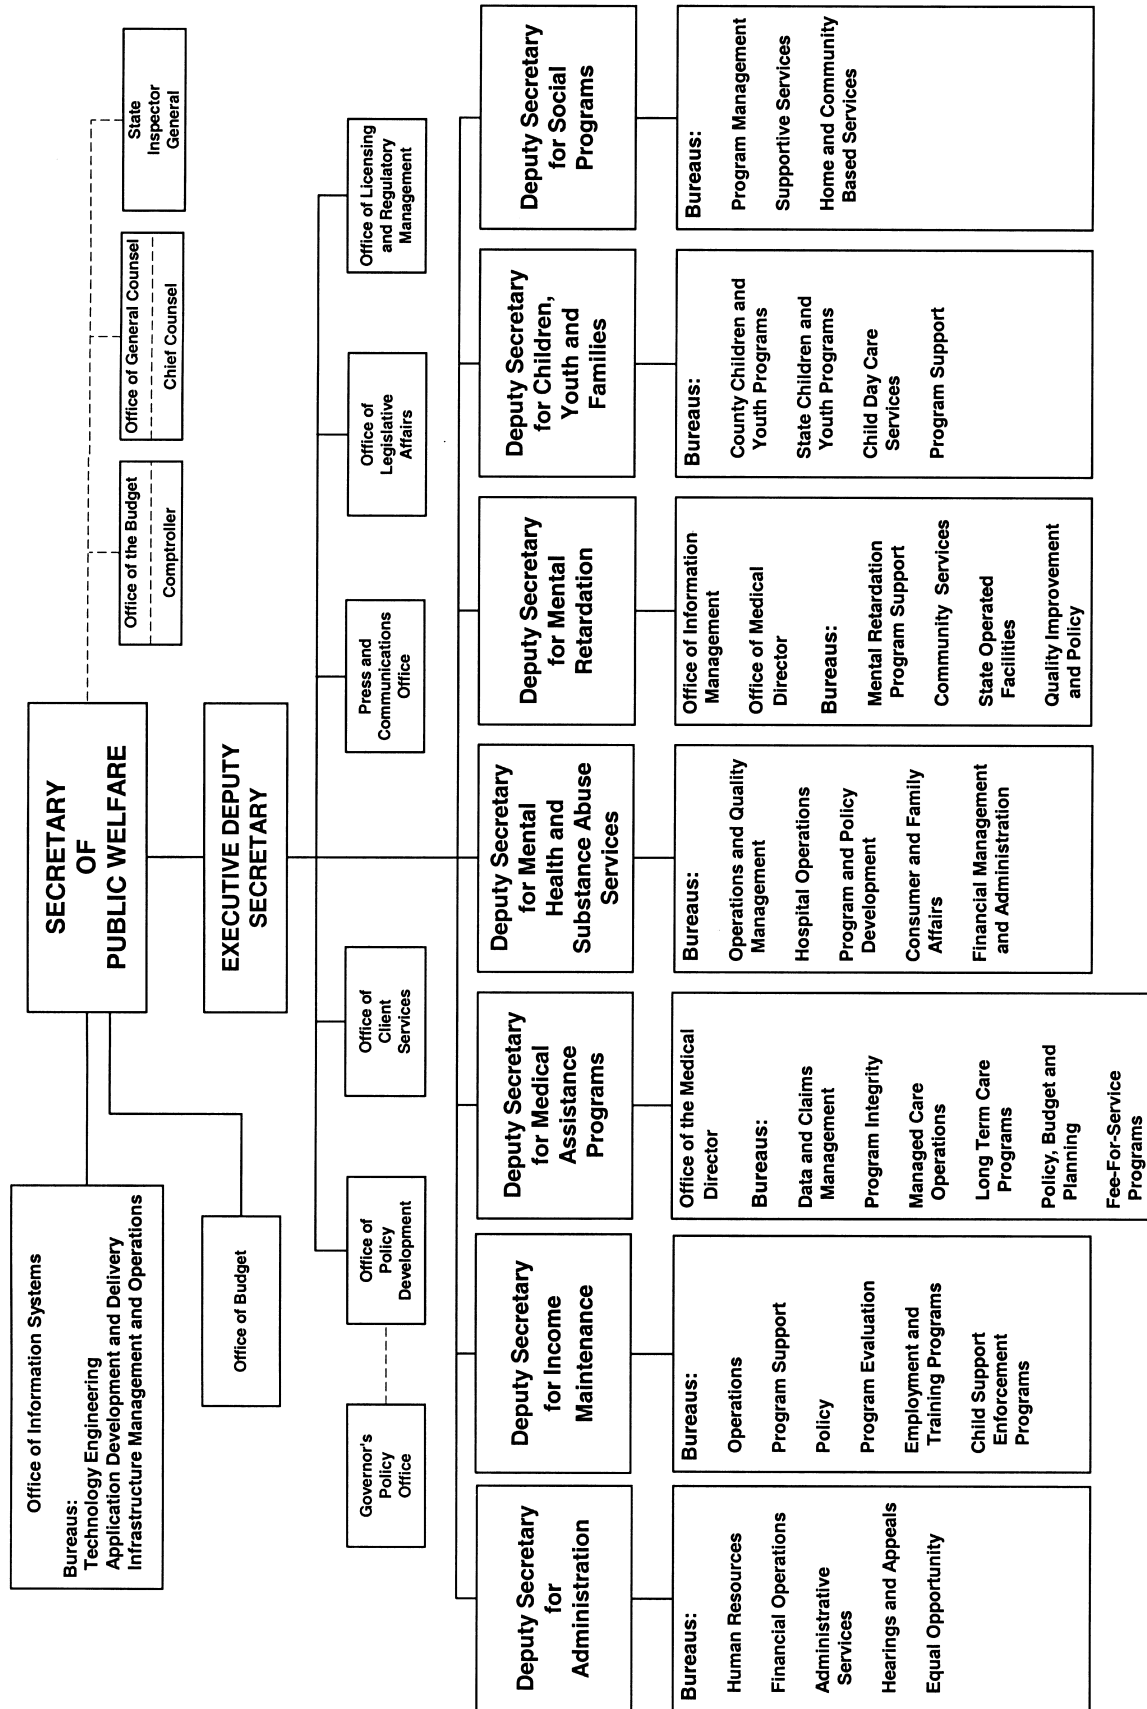 SECRETARY
OF
PUBLIC WELFARE
Office of Information Systems
Bureaus:
Technology Engineering
Application Development and Delivery
Infrastructure Management and Operations
Office of Budget
Office of the Budget
Comptroller
Office of General Counsel
Chief Counsel
State
Inspector
General
EXECUTIVE DEPUTY
SECRETARY
Governor's
Policy
Office
Office of
Policy
Development
Office of
Client
Services
Press and
Communications
Office
Office of
Legislative
Affairs
Office of Licensing
and Regulatory
Management
Deputy Secretary
for
Administration
Bureaus:
Human Resources
Financial Operations
Administrative
Services
Hearings and Appeals
Equal Opportunity
Deputy Secretary
for Income
Maintenance
Bureaus:
Operations
Program Support
Policy
Program Evaluation
Employment and
Training Programs
Child Support
Enforcement
Programs
Deputy Secretary
for Medical
Assistance
Programs
Office of the Medical
Director
Bureaus:
Data and Claims
Management
Program Integrity
Managed Care
Operations
Long Term Care
Programs
Policy, Budget and
Planning
Fee-For-Service
Programs
Deputy Secretary
for Mental
Health and
Substance Abuse
Services
Bureaus:
Operations and Quality
Management
Hospital Operations
Program and Policy
Development
Consumer and Family
Affairs
Financial Management
and Administration
Deputy Secretary
for Mental
Retardation
Office of Information
Management
Office of Medical
Director
Bureaus:
Mental Retardation
Program Support
Community Services
State Operated
Facilities
Quality Improvement
and Policy
Deputy Secretary
for Children,
Youth and
Families
Bureaus:
County Children and
Youth Programs
State Children and
Youth Programs
Child Day Care
Services
Program Support
Deputy Secretary
for Social
Programs
Bureaus:
Program Management
Supportive Services
Home and Community
Based Services